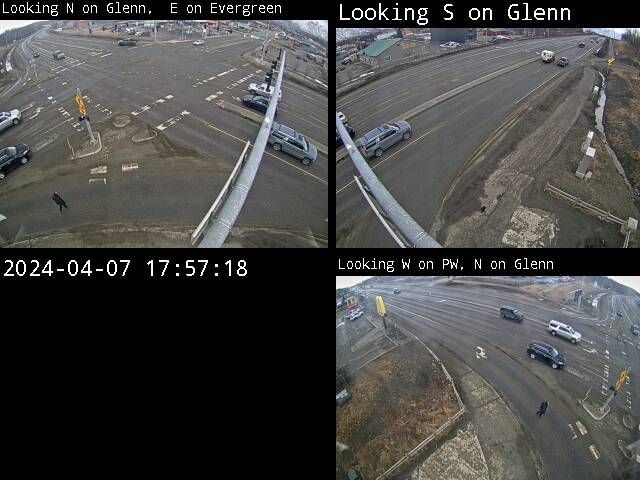 Looking N on Glenn, E on Evergreen
Looking S on Glenn
2024-04-07 17:57:18
Looking W on PW, N on Glenn